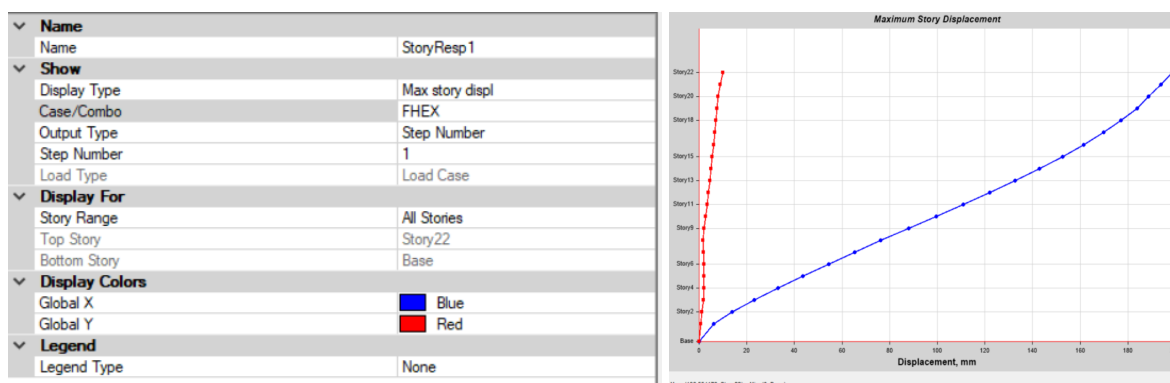 Name
Name StoryResp1
Show
Display Type Max story displ
Case/Combo FHEX
Output Type Step Number
Step Number 1
Load Type Load Case
Display For
Story Range All Stories
Top Story Story22
Bottom Story Base
Display Colors
Global X Blue
Global Y Red
Legend
Legend Type None
Maximum Story Displacement
Story22
Story20
Story18
Story15
Story13
Story11
Story9
Story6
Story4
Story2
Base
0 20 40 60 80 100 120 140 160 180
Displacement, mm